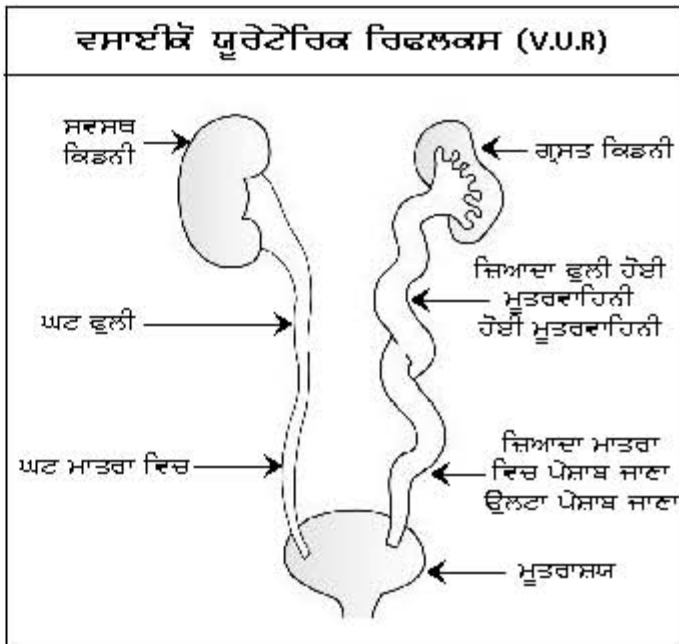 ਵਸਾਈਕੋਂ ਯੂਰੇਟੇਰਿਕ ਰਿਫਲਕਸ (V.U.R)
ਸਵਸਥ
ਕਿਡਨੀ
ਗ੍ਰਸਤ ਕਿਡਨੀ
ਘਟ ਫੁਲੀ
ਜ਼ਿਆਦਾ ਫੁਲੀ ਹੋਈ
ਮੂਤਰਵਾਹਿਨੀ
ਹੋਈ ਮੂਤਰਵਾਹਿਨੀ
ਘਟ ਮਾਤਰਾ ਵਿਚ
ਜ਼ਿਆਦਾ ਮਾਤਰਾ
ਵਿਚ ਪੇਸ਼ਾਬ ਜਾਣਾ
ਉਲਟਾ ਪੇਸ਼ਾਬ ਜਾਣਾ
ਮੂਤਰਾਸ਼ਯ